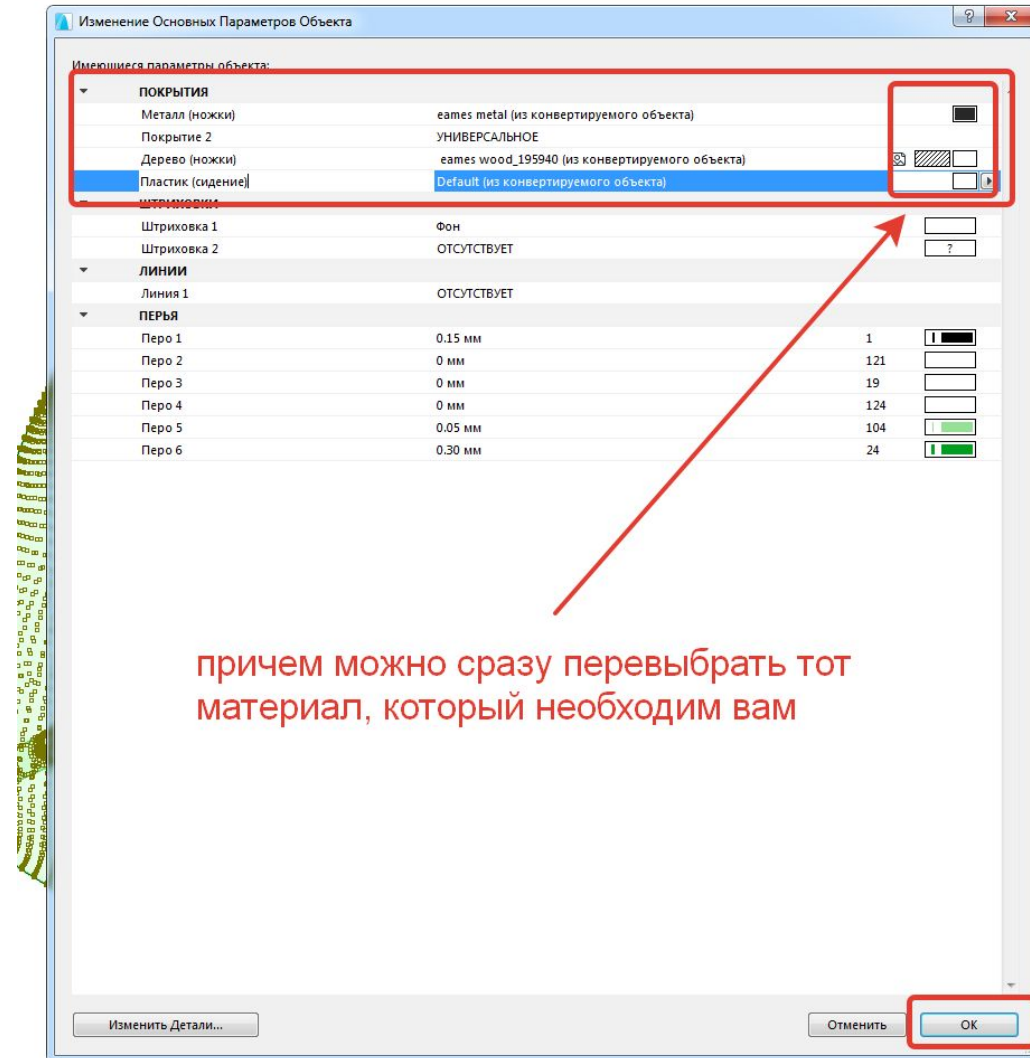 Изменение Основных Параметров Объекта
Имеющиеся параметры объекта:
ПОКРЫТИЯ
Металл (ножки) eames metal (из конвертируемого объекта)
Покрытие 2 УНИВЕРСАЛЬНОЕ
Дерево (ножки) eames wood_195940 (из конвертируемого объекта)
Пластик (сидение) Default (из конвертируемого объекта)
ШТРИХОВКИ
Штриховка 1 Фон
Штриховка 2 ОТСУТСТВУЕТ ?
ЛИНИИ
Линия 1 ОТСУТСТВУЕТ
ПЕРЬЯ
Перо 1 0.15 мм 1
Перо 2 0 мм 121
Перо 3 0 мм 19
Перо 4 0 мм 124
Перо 5 0.05 мм 104
Перо 6 0.30 мм 24
причем можно сразу перевыбрать тот
материал, который необходим вам
Изменить Детали... Отменить ОК